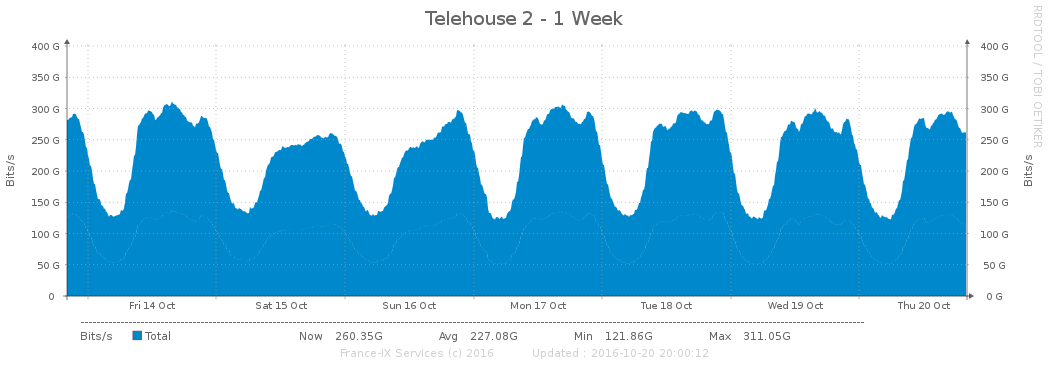 Telehouse 2 - 1 Week
RRDTOOL / TOBI OETIKER
400 G 400 G
350 G 350 G
300 G 300 G
250 G 250 G
200 G 200 G
150 G 150 G
100 G 100 G
50 G 50 G
0 0 G
Bits/s
Bits/s
Fri 14 Oct Sat 15 Oct Sun 16 Oct Mon 17 Oct Tue 18 Oct Wed 19 Oct Thu 20 Oct
Bits/s Total Now 260.35G Avg 227.08G Min 121.86G Max 311.05G
France-IX Services (c) 2016 Updated : 2016-10-20 20:00:12